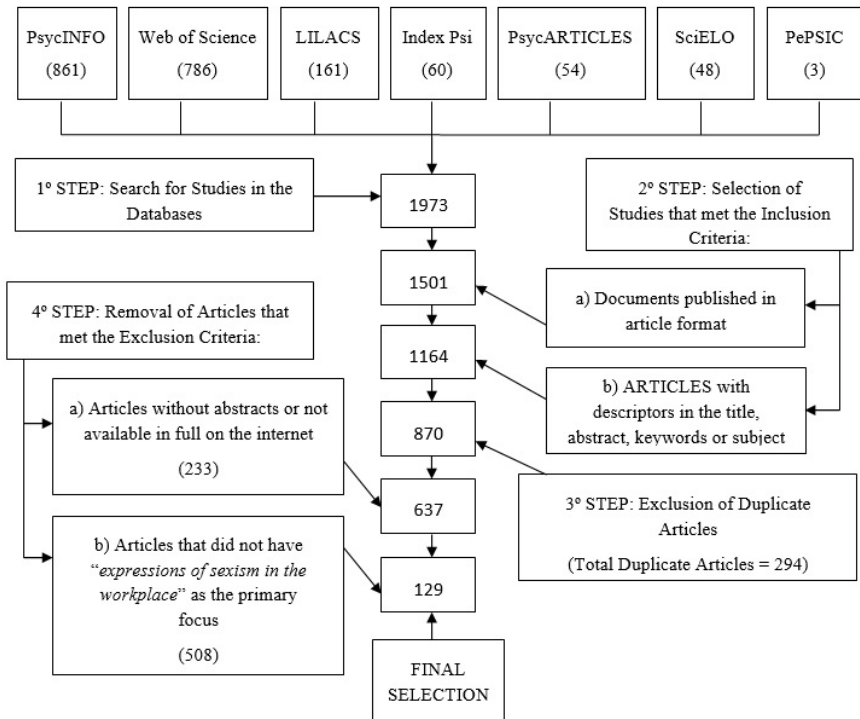 PsycINFO
(861)
Web of Science
(786)
LILACS
(161)
Index Psi
(60)
PsycARTICLES
(54)
SciELO
(48)
PePSIC
(3)
1º STEP: Search for Studies in the
Databases
1973
2º STEP: Selection of
Studies that met the Inclusion
Criteria:
1501
a) Documents published in
article format
4º STEP: Removal of Articles that
met the Exclusion Criteria:
1164
b) ARTICLES with
descriptors in the title,
abstract, keywords or subject
a) Articles without abstracts or not
available in full on the internet
(233)
870
637
3º STEP: Exclusion of Duplicate
Articles
(Total Duplicate Articles = 294)
b) Articles that did not have
“expressions of sexism in the
workplace” as the primary
focus
(508)
129
FINAL
SELECTION